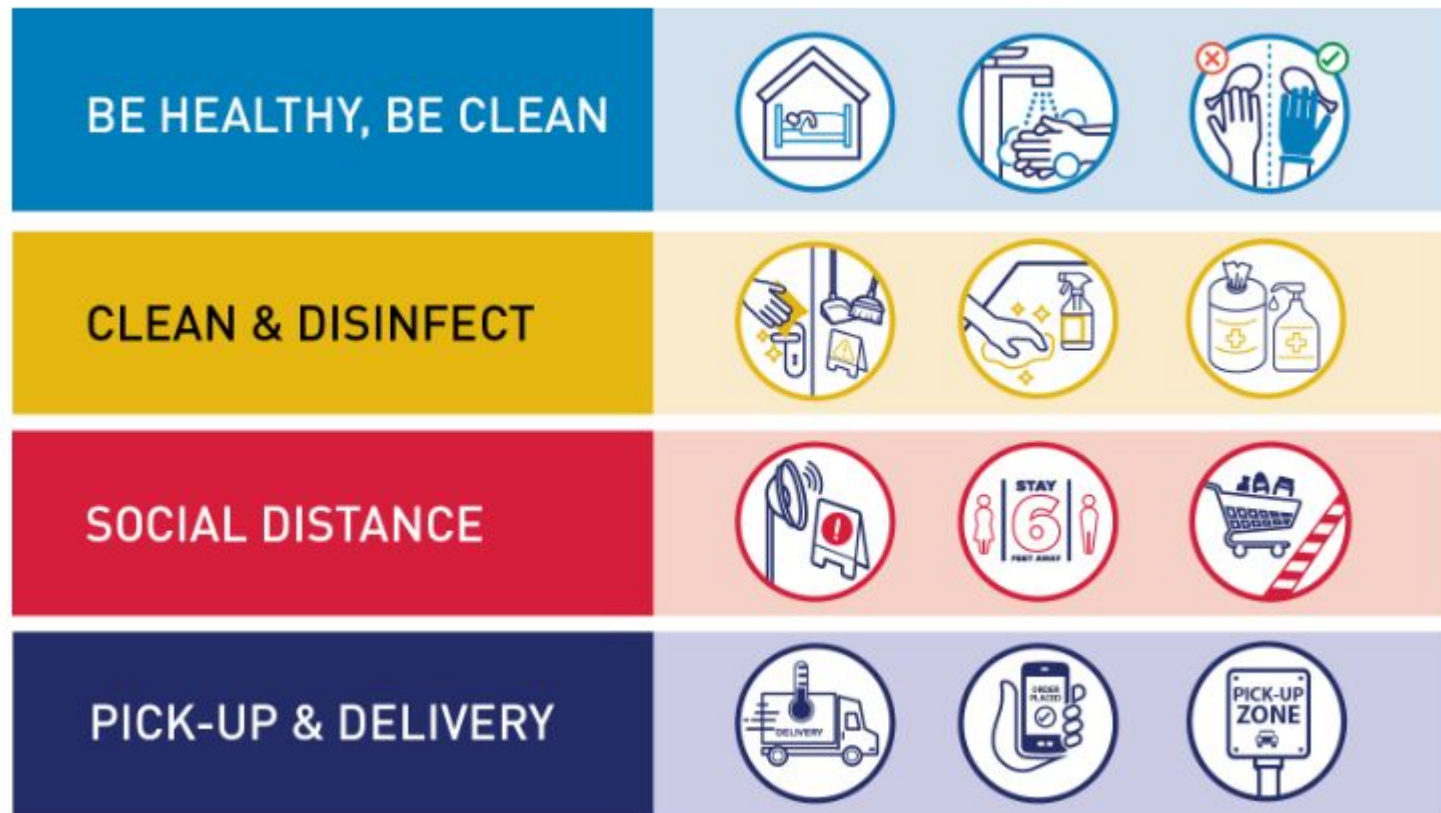 BE HEALTHY, BE CLEAN
CLEAN & DISINFECT
SOCIAL DISTANCE
STAY
6
FEET AWAY
PICK-UP & DELIVERY
DELIVERY
ORDER
PLACED
PICK-UP
ZONE